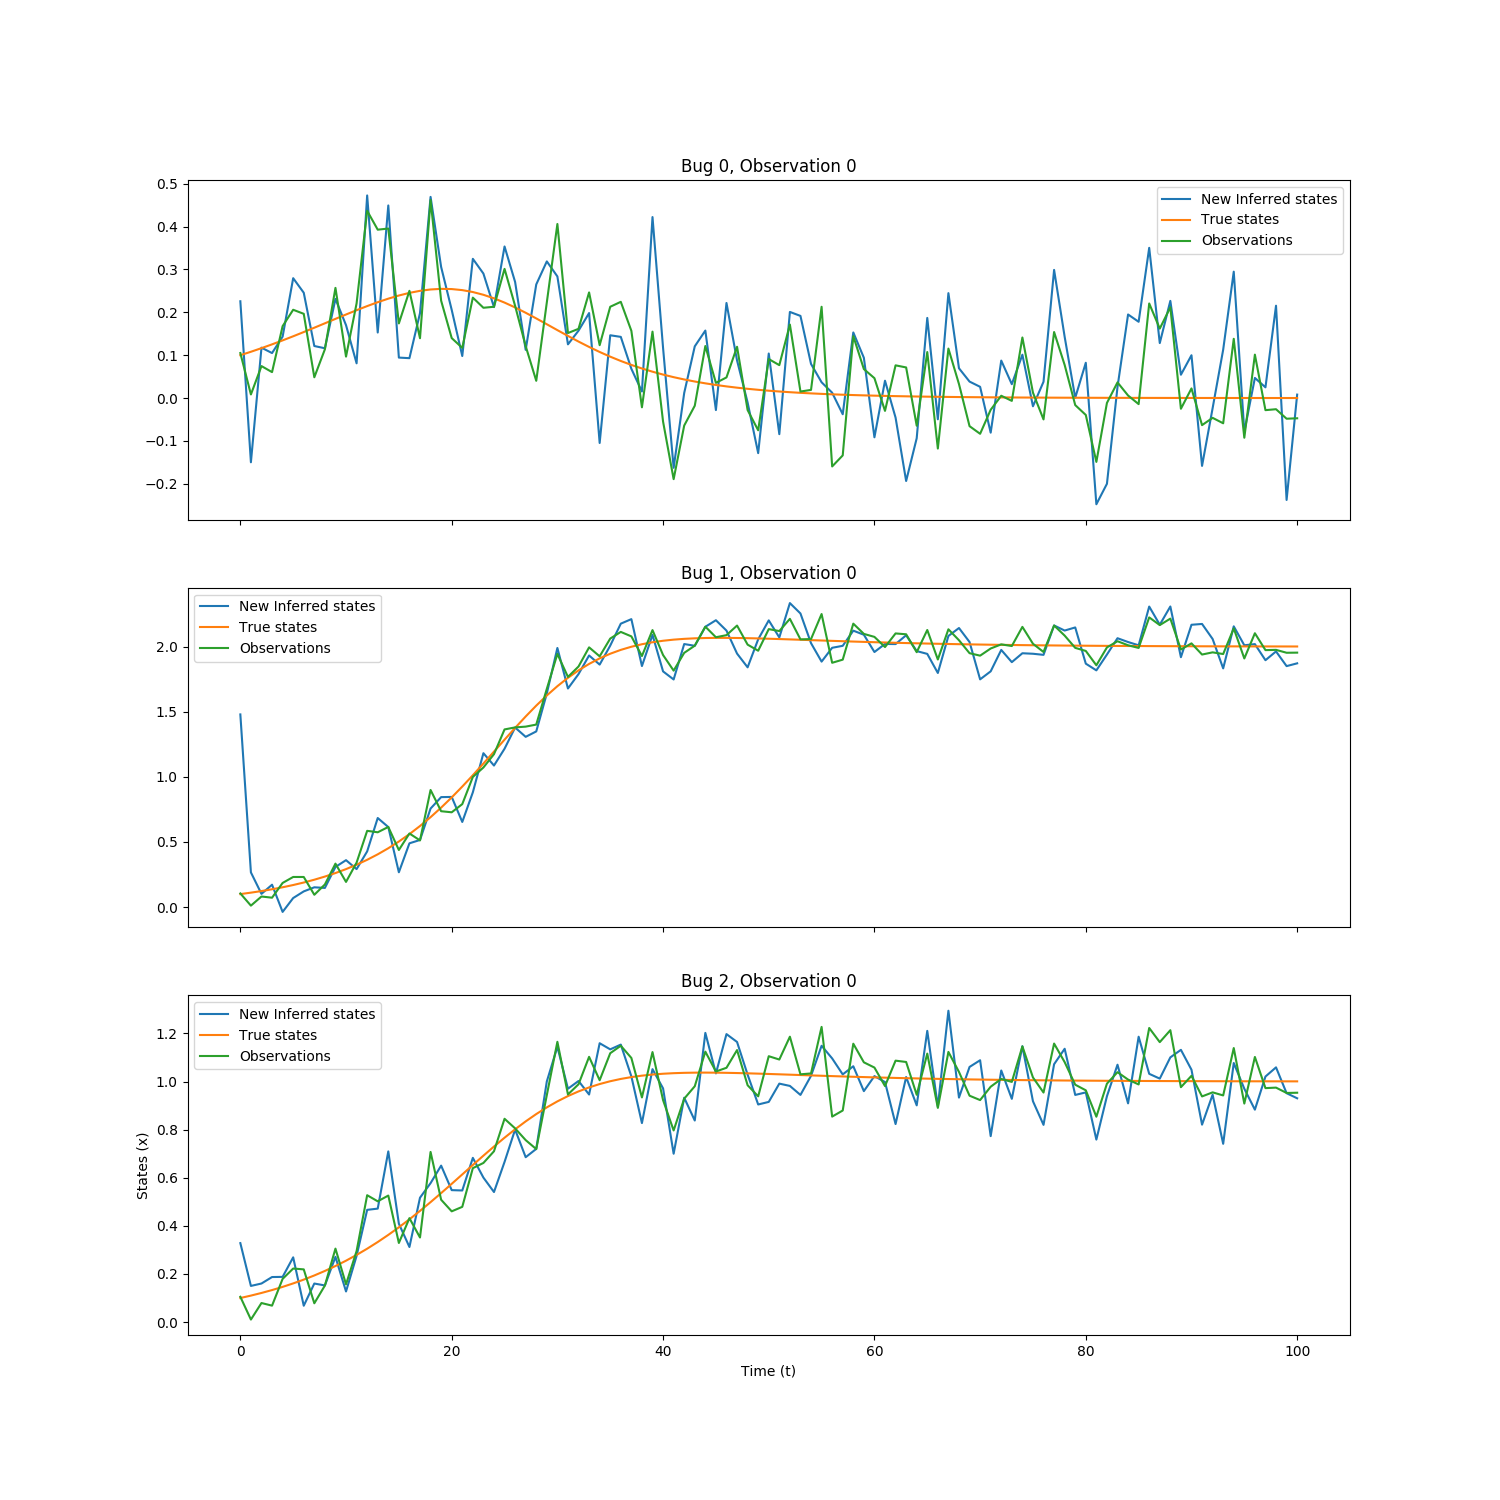 Bug 0, Observation 0
0.5
0.4
0.3
0.2
0.1
0.0
−0.1
−0.2
New Inferred states
True states
Observations
Bug 1, Observation 0
2.0
1.5
1.0
0.5
0.0
New Inferred states
True states
Observations
Bug 2, Observation 0
1.2
1.0
0.8
0.6
0.4
0.2
0.0
New Inferred states
True states
Observations
States (x)
0 20 40 60 80 100
Time (t)